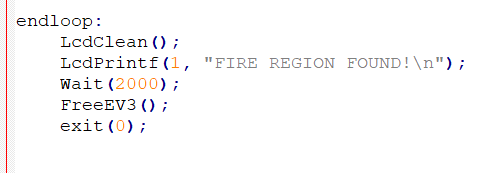 endloop:
LcdClean();
LcdPrintf(1, "FIRE REGION FOUND!\n");
Wait(2000);
FreeEV3();
exit(0);